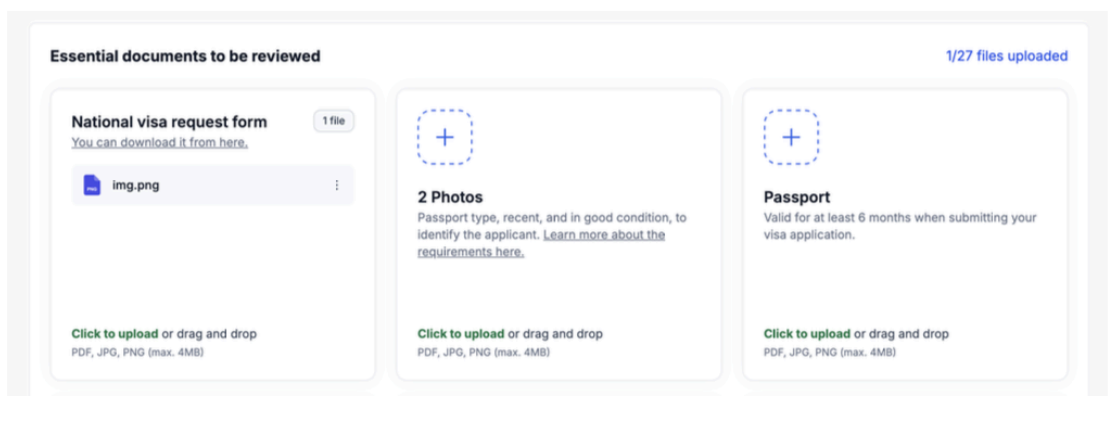 Essential documents to be reviewed
1/27 files uploaded
National visa request form
1 file
You can download it from here.
PNG
img.png
Click to upload or drag and drop
PDF, JPG, PNG (max. 4MB)
2 Photos
Passport type, recent, and in good condition, to
identify the applicant. Learn more about the
requirements here.
Click to upload or drag and drop
PDF, JPG, PNG (max. 4MB)
Passport
Valid for at least 6 months when submitting your
visa application.
Click to upload or drag and drop
PDF, JPG, PNG (max. 4MB)